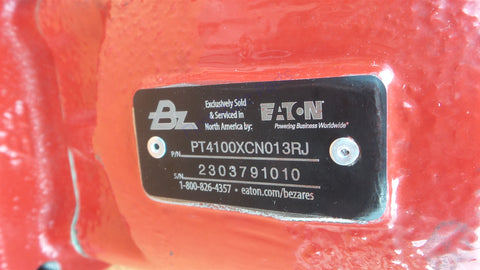 BZ
Exclusively Sold
& Serviced in
North America by:
EATON
Powering Business Worldwide
P/N PT4100XCN013RJ
S/N 2303791010
1-800-826-4357 • eaton.com/bezares